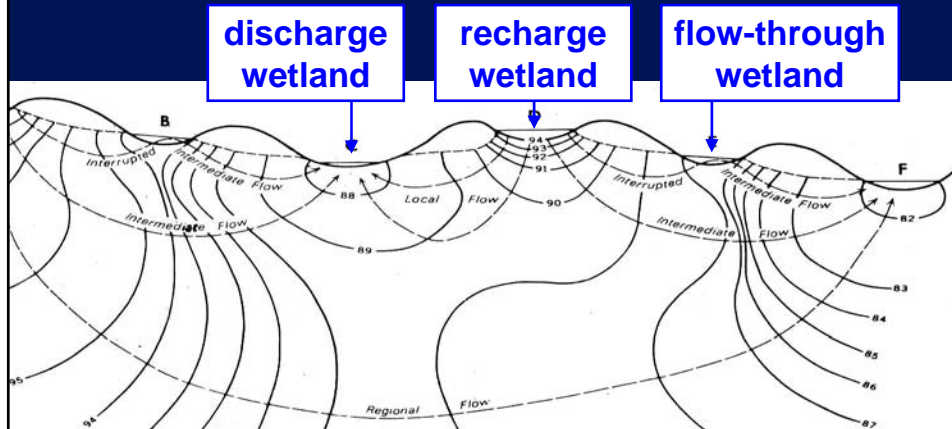 discharge
wetland
recharge
wetland
flow-through
wetland
B
F
94
93
92
91
90
88
89
82
83
84
85
86
87
95
94
Interrupted
Intermediate Flow
Intermediate Flow
Local Flow
Interrupted
Intermediate Flow
Intermediate Flow
Regional Flow